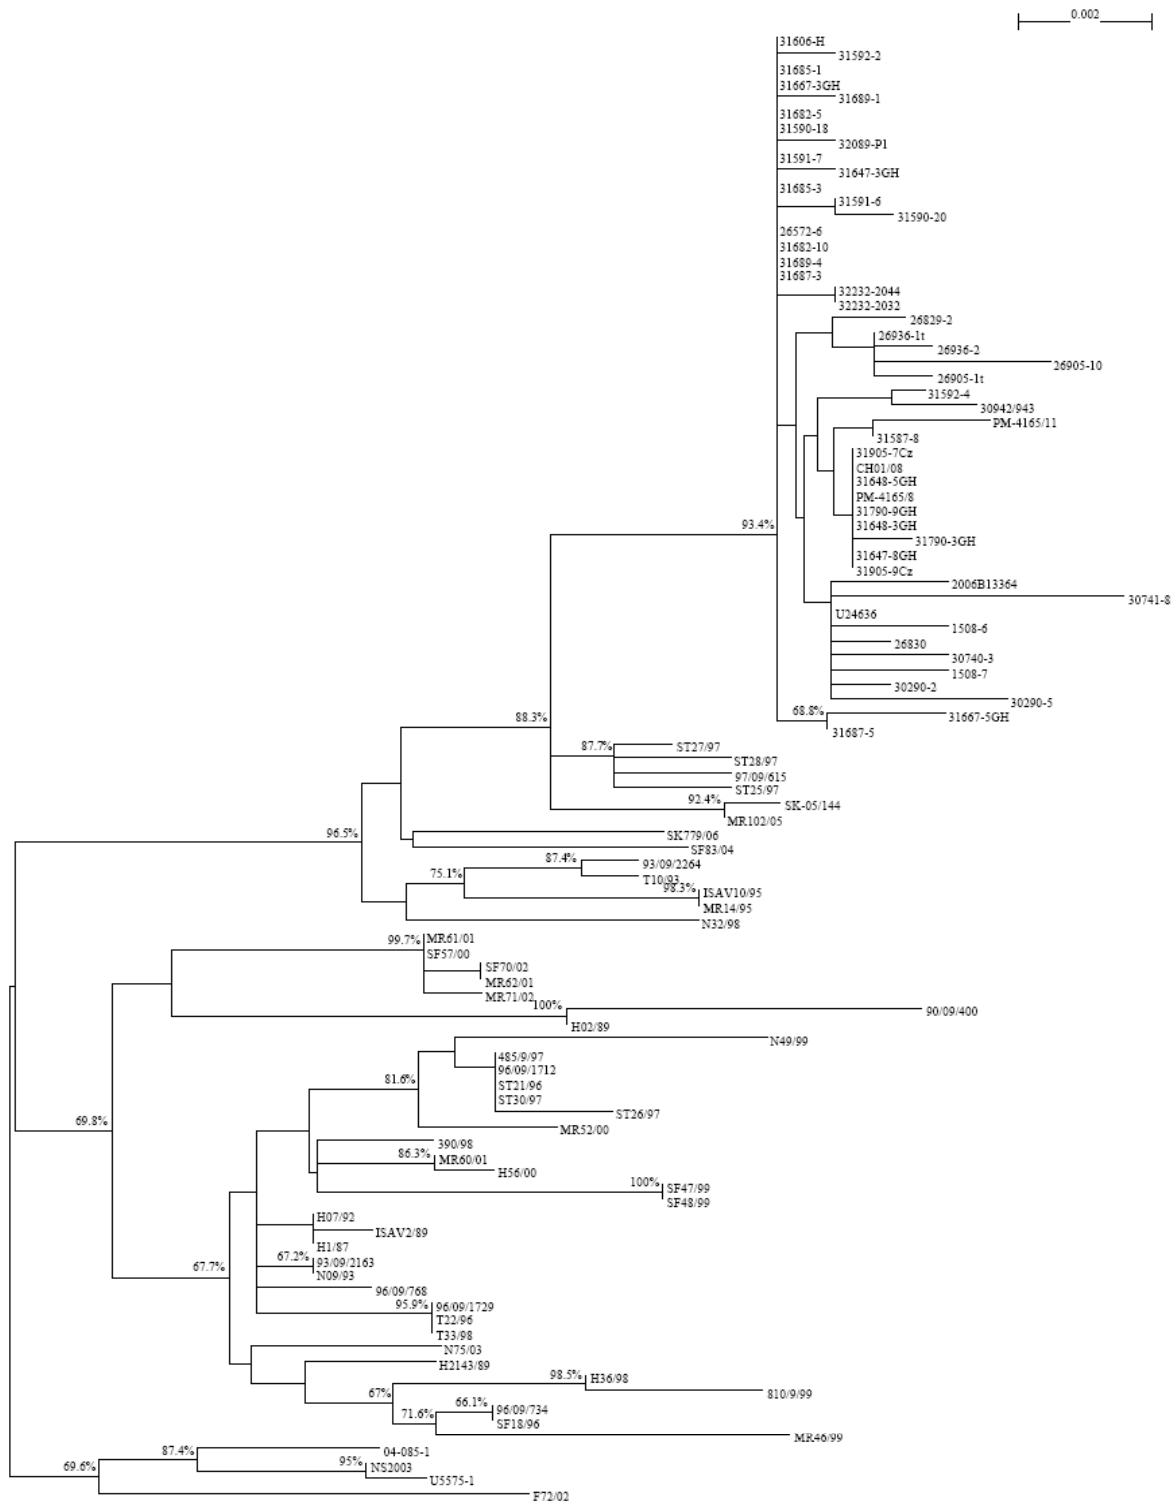 0.002
31606-H
31592-2
31685-1
31667-3GH
31689-1
31682-5
31590-18
32089-P1
31591-7
31647-3GH
31685-3
31591-6
31590-20
26572-6
31682-10
31689-4
31687-3
32232-2044
32232-2032
26829-2
26936-1t
26936-2
26905-10
26905-1t
31592-4
30942/943
PM-4165/11
31587-8
31905-7Cz
CH01/08
31648-5GH
PM-4165/8
31790-9GH
31648-3GH
93.4%
31790-3GH
31647-8GH
31905-9Cz
2006B13364
30741-8
U24636
1508-6
26830
30740-3
1508-7
30290-2
30290-5
68.8%
31667-5GH
88.3%
31687-5
87.7%
ST27/97
ST28/97
97/09/615
ST25/97
92.4%
SK-05/144
MR102/05
96.5%
SK779/06
SF83/04
87.4%
93/09/2264
75.1%
T10/93
98.3%
ISAV10/95
MR14/95
N32/98
99.7%
MR61/01
SF57/00
SF70/02
MR62/01
MR71/02
100%
90/09/400
H02/89
N49/99
485/9/97
96/09/1712
81.6%
ST21/96
ST30/97
ST26/97
69.8%
MR52/00
390/98
86.3%
MR60/01
H56/00
100%
SF47/99
SF48/99
H07/92
ISAV2/89
H1/87
67.2%
93/09/2163
67.7%
N09/93
96/09/768
95.9%
96/09/1729
T22/96
T33/98
N75/03
H2143/89
98.5%
H36/98
67%
810/9/99
66.1%
96/09/734
71.6%
SF18/96
MR46/99
87.4%
04-085-1
69.6%
95%
NS2003
U5575-1
F72/02